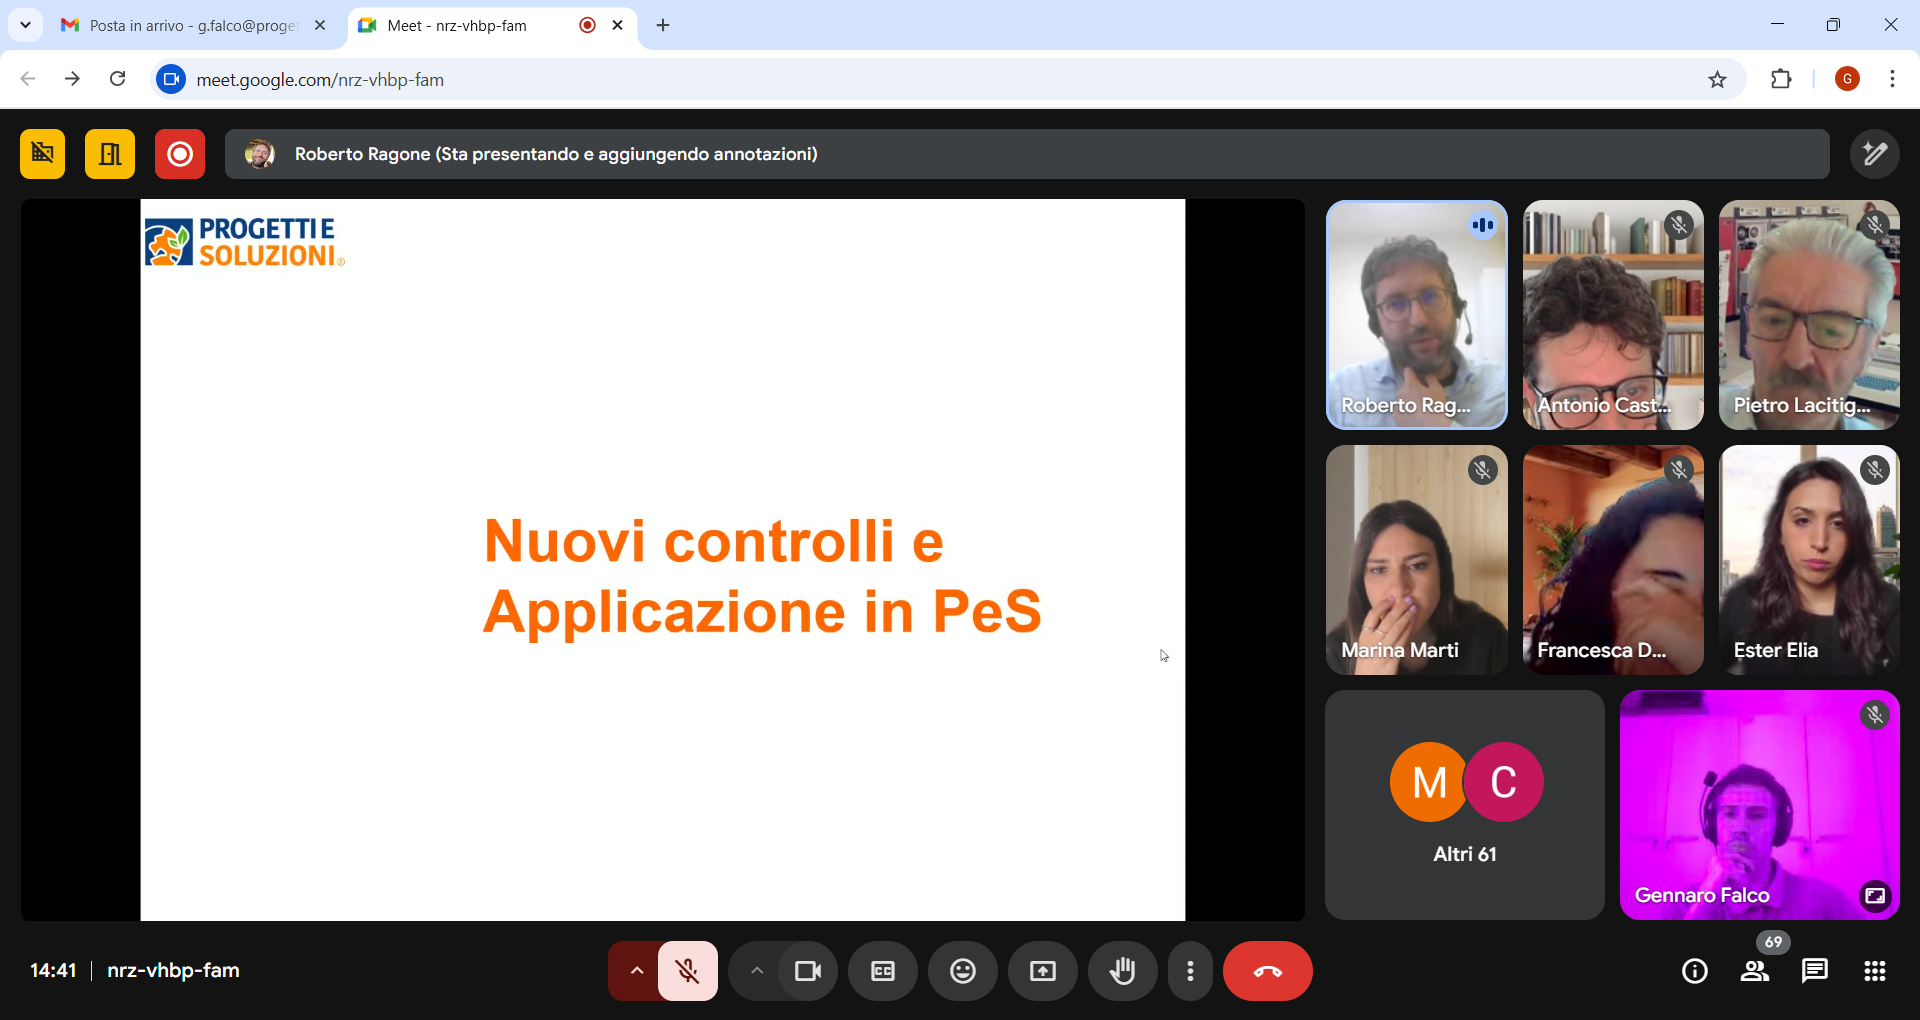 Posta in arrivo - g.falco@proget
Meet - nrz-vhbp-fam
meet.google.com/nrz-vhbp-fam
G
Roberto Ragone (Sta presentando e aggiungendo annotazioni)
PROGETTI E
SOLUZIONI®
Nuovi controlli e
Applicazione in PeS
Roberto Rag...
Antonio Cast...
Pietro Lacitig...
Marina Marti
Francesca D...
Ester Elia
M
C
Altri 61
Gennaro Falco
14:41
nrz-vhbp-fam
CC
69